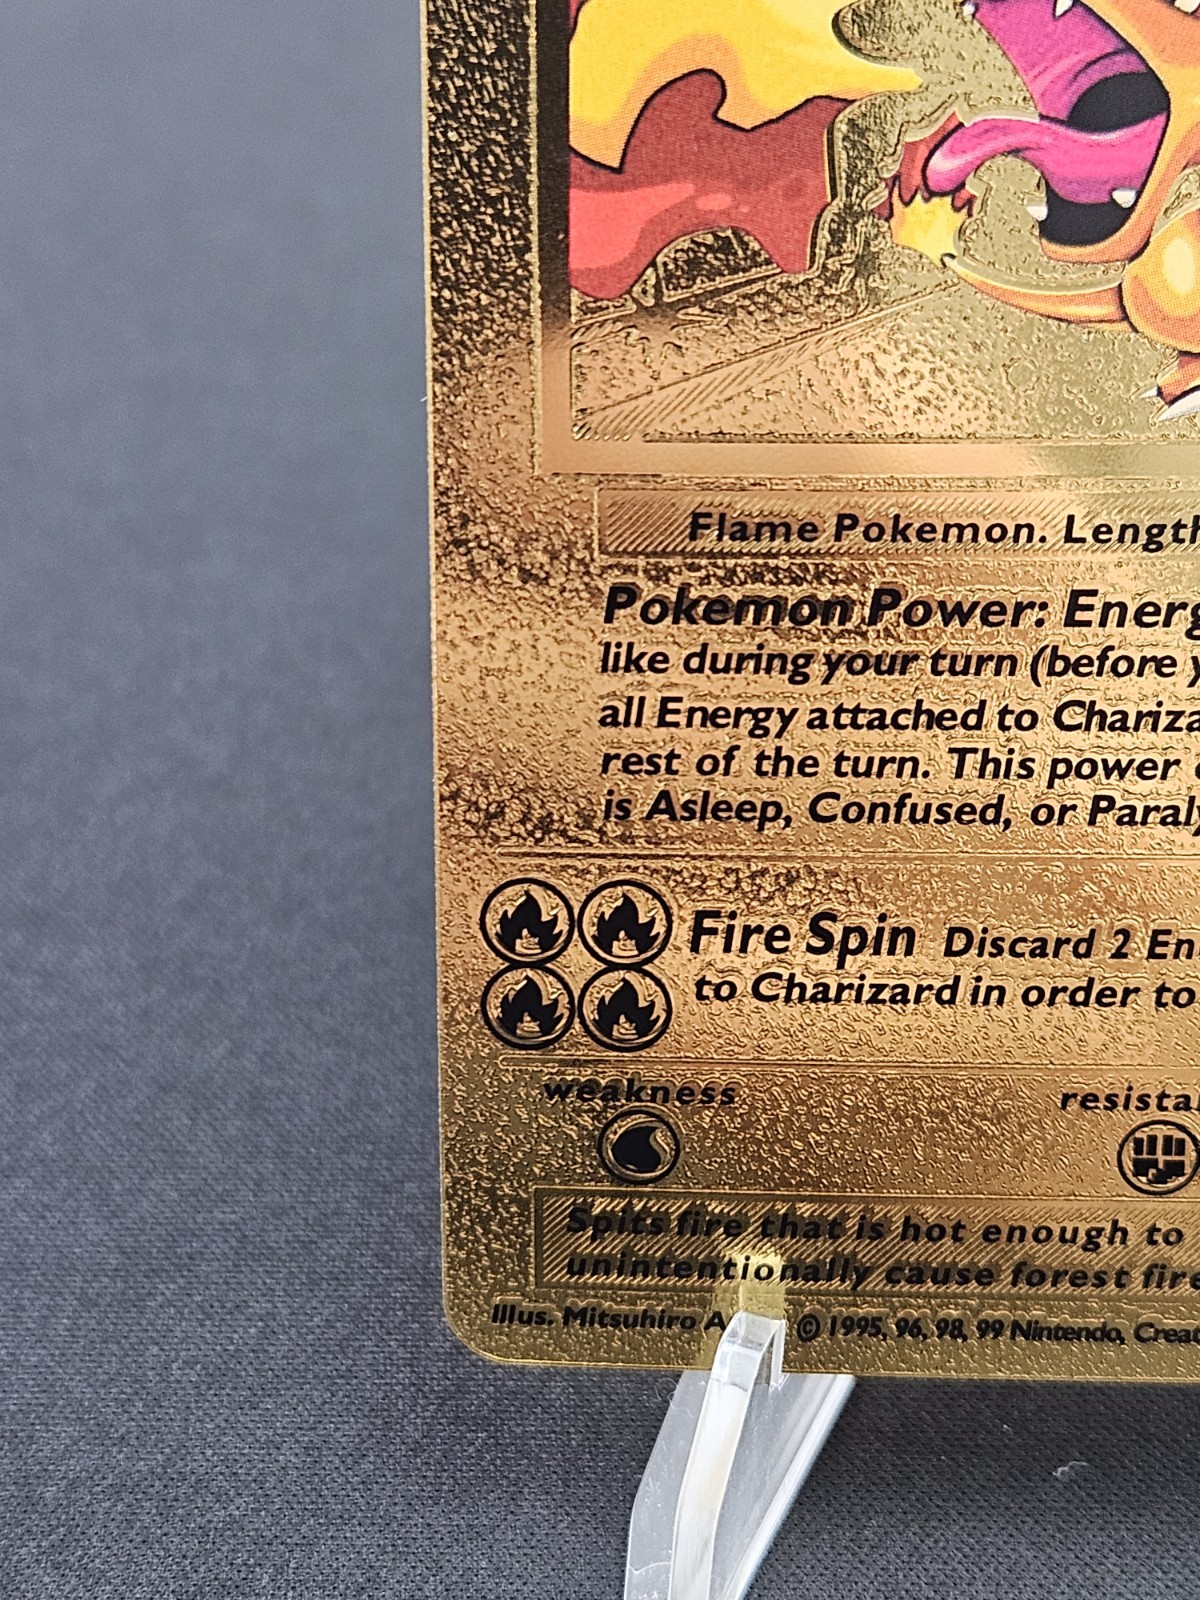 Flame Pokemon. Length
Pokemon Power: Energ
like during your turn (before y
all Energy attached to Chariza
rest of the turn. This power
is Asleep, Confused, or Paraly
Fire Spin Discard 2 En
to Charizard in order to
weakness
resista
Spits fire that is hot enough to
unintentionally cause forest fire
Illus. Mitsuhiro A
© 1995, 96, 98, 99 Nintendo, Crea